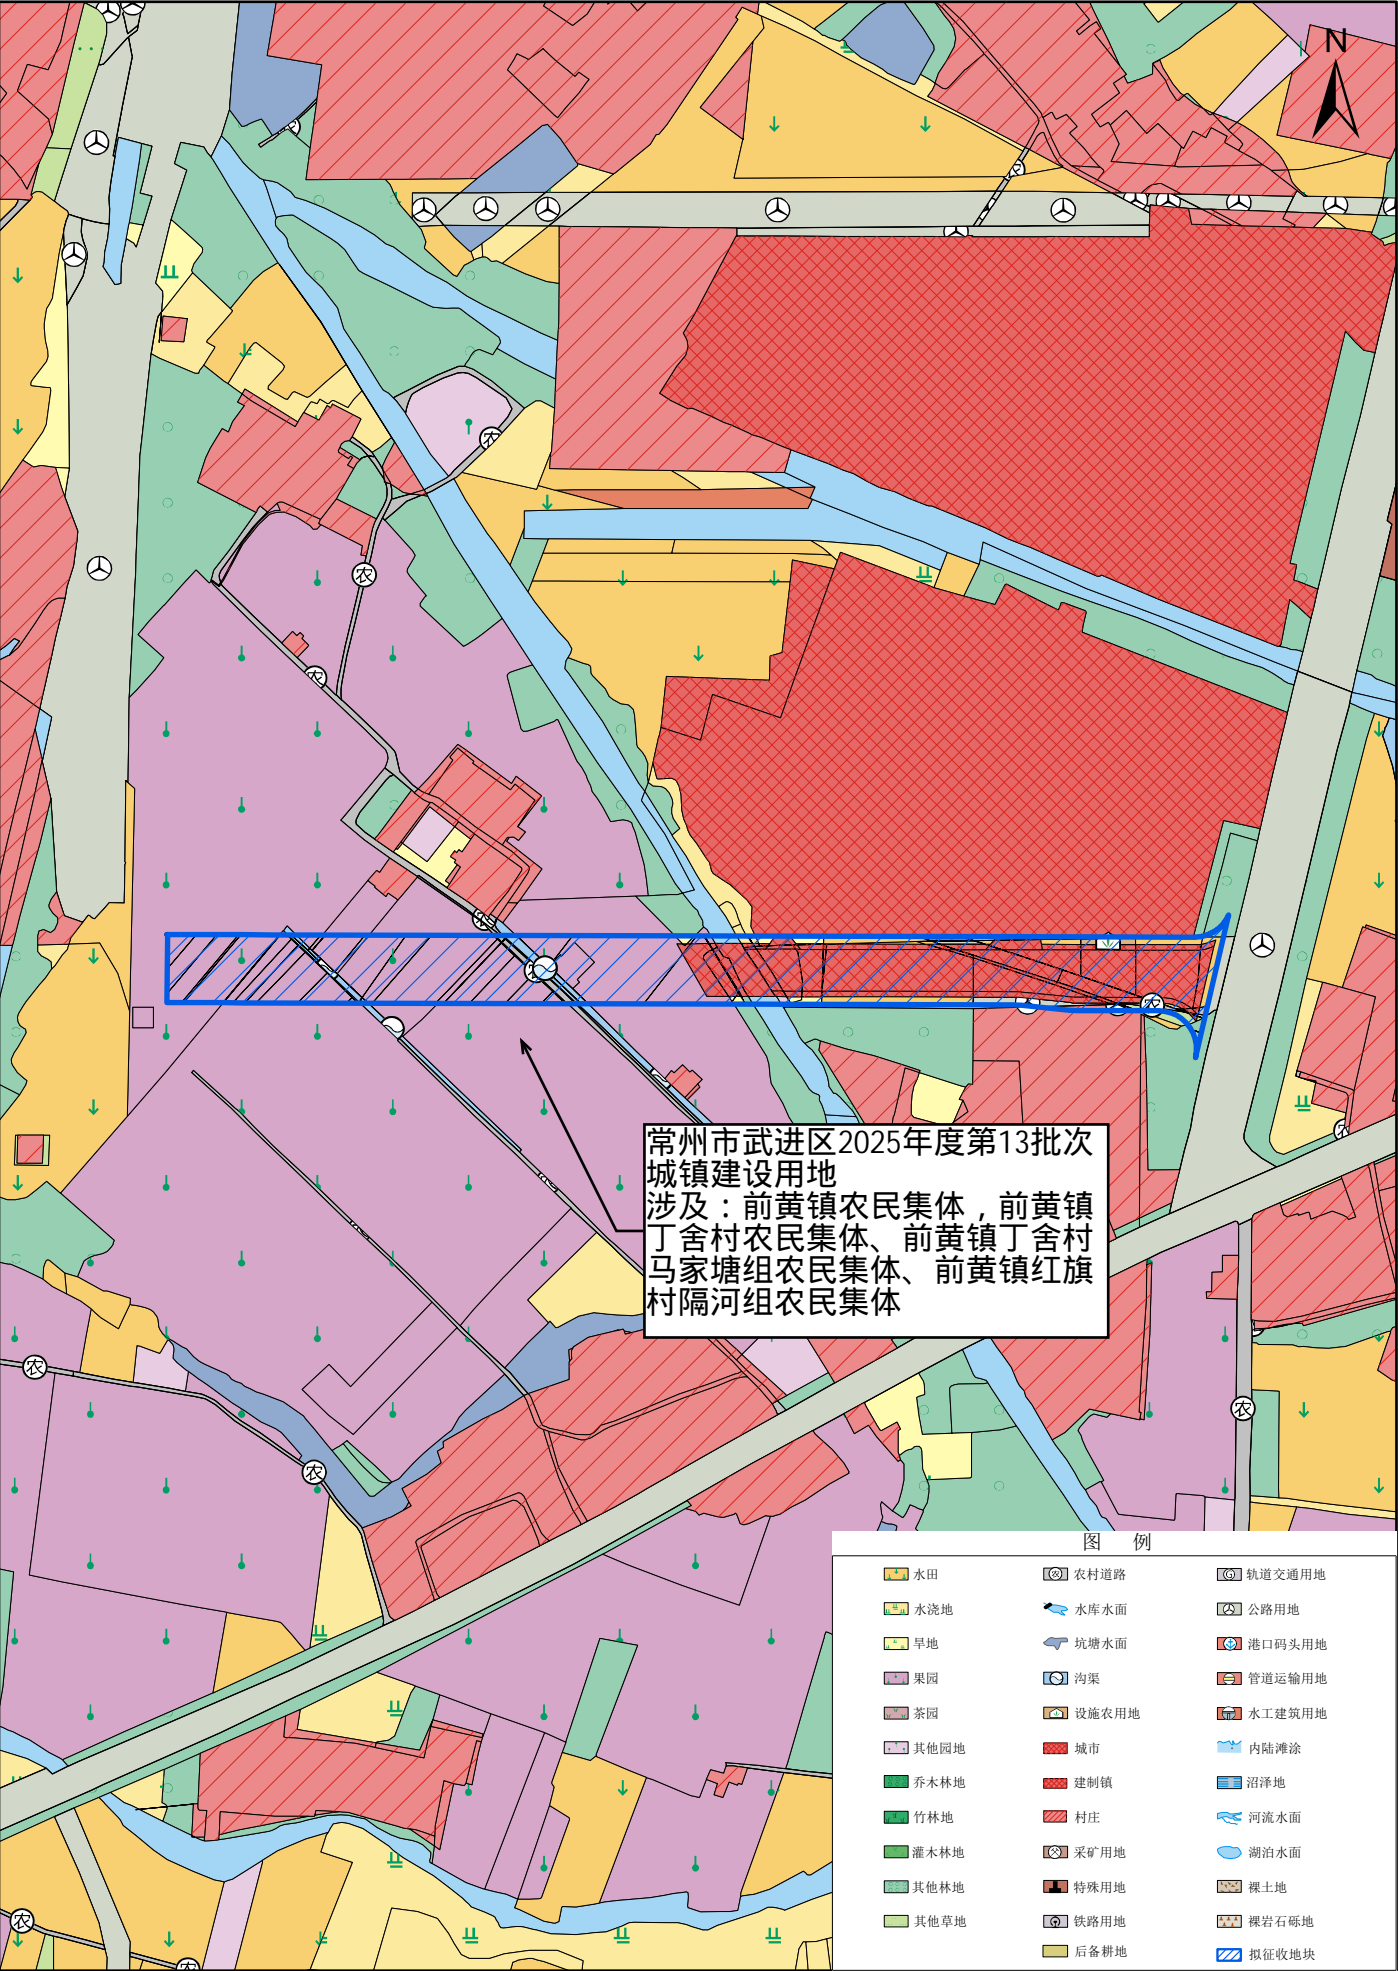 N
农
农
农
农
农
农
常州市武进区2025年度第13批次
城镇建设用地
涉及：前黄镇农民集体，前黄镇
丁舍村农民集体、前黄镇丁舍村
马家塘组农民集体、前黄镇红旗
村隔河组农民集体
农
农
农
农
图 例
水田
农村道路
轨道交通用地
水浇地
水库水面
公路用地
旱地
坑塘水面
港口码头用地
果园
沟渠
管道运输用地
茶园
设施农用地
水工建筑用地
其他园地
城市
内陆滩涂
乔木林地
建制镇
沼泽地
竹林地
村庄
河流水面
灌木林地
采矿用地
湖泊水面
其他林地
特殊用地
裸土地
其他草地
铁路用地
裸岩石砾地
后备耕地
拟征收地块